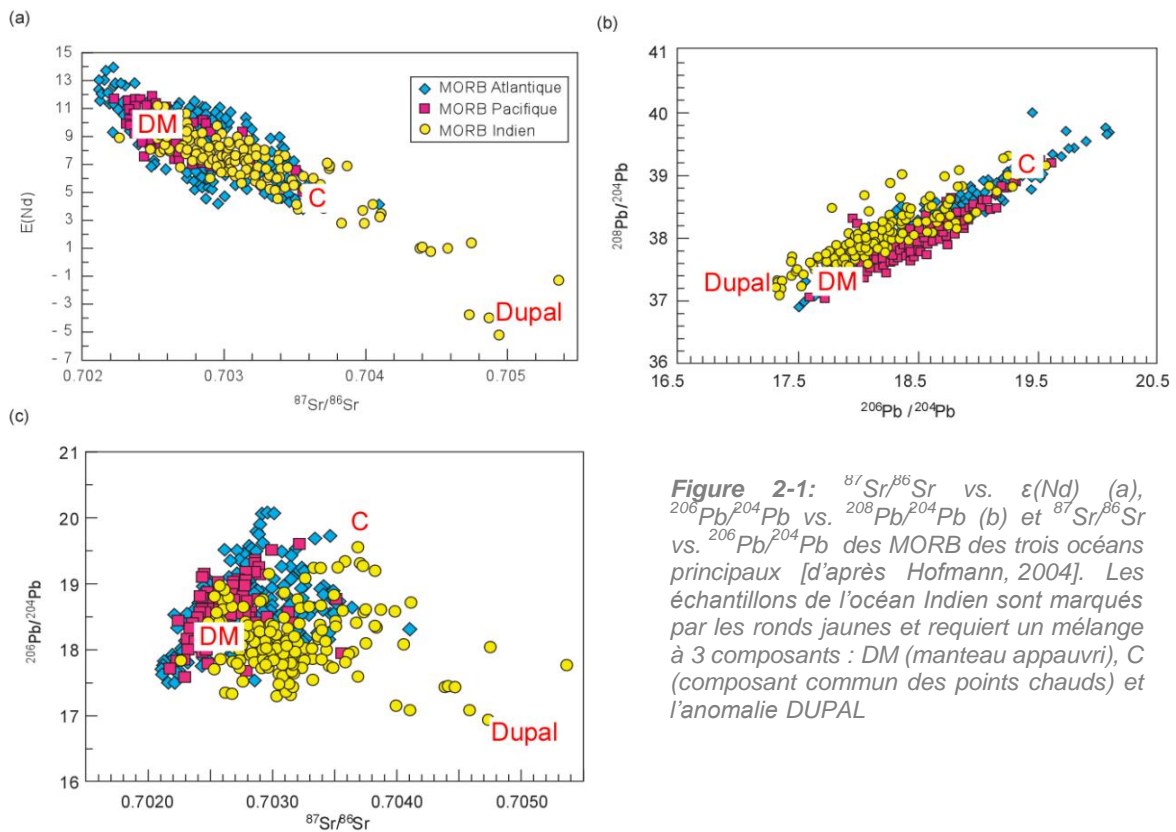 (a)
15
13
11
9
7
5
3
1
- 1
- 3
- 5
- 7
E(Nd)
MORB Atlantique
MORB Pacifique
MORB Indien
DM
C
Dupal
0.702
0.703
0.704
0.705
⁸⁷Sr/⁸⁶Sr
(b)
41
40
39
38
37
36
²⁰⁸Pb/²⁰⁴Pb
C
Dupal
DM
16.5
17.5
18.5
19.5
20.5
²⁰⁶Pb /²⁰⁴Pb
(c)
21
20
19
18
17
16
²⁰⁶Pb/²⁰⁴Pb
C
DM
Dupal
0.7020
0.7030
0.7040
0.7050
⁸⁷Sr/⁸⁶Sr
Figure 2-1: ⁸⁷Sr/⁸⁶Sr vs. ε(Nd) (a),
²⁰⁶Pb/²⁰⁴Pb vs. ²⁰⁸Pb/²⁰⁴Pb (b) et ⁸⁷Sr/⁸⁶Sr
vs. ²⁰⁶Pb/²⁰⁴Pb des MORB des trois océans
principaux [d'après Hofmann, 2004]. Les
échantillons de l'océan Indien sont marqués
par les ronds jaunes et requiert un mélange
à 3 composants : DM (manteau appauvri), C
(composant commun des points chauds) et
l'anomalie DUPAL